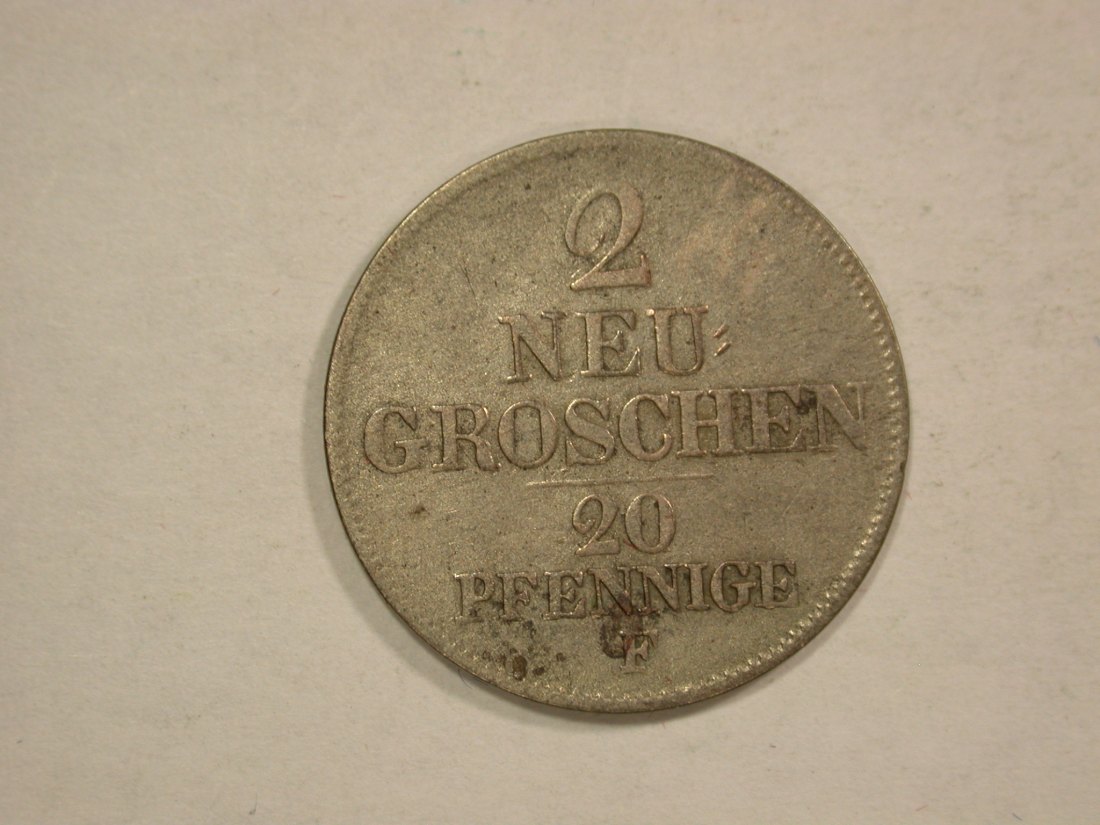 2
NEU=
GROSCHEN
20
PFENNIGE
F